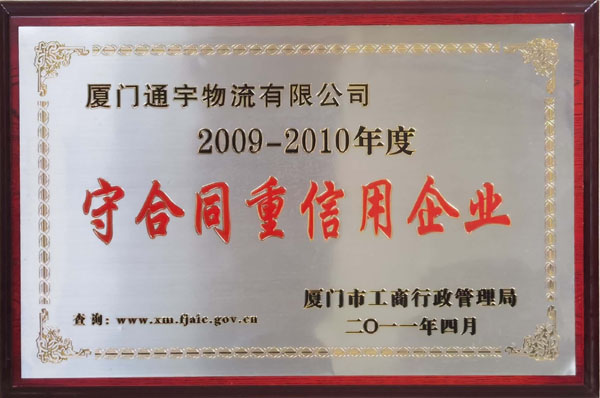 厦门通宇物流有限公司
2009-2010年度
守合同重信用企业
厦门市工商行政管理局
查询：www.xm.fjaic.gov.cn
二〇一一年四月